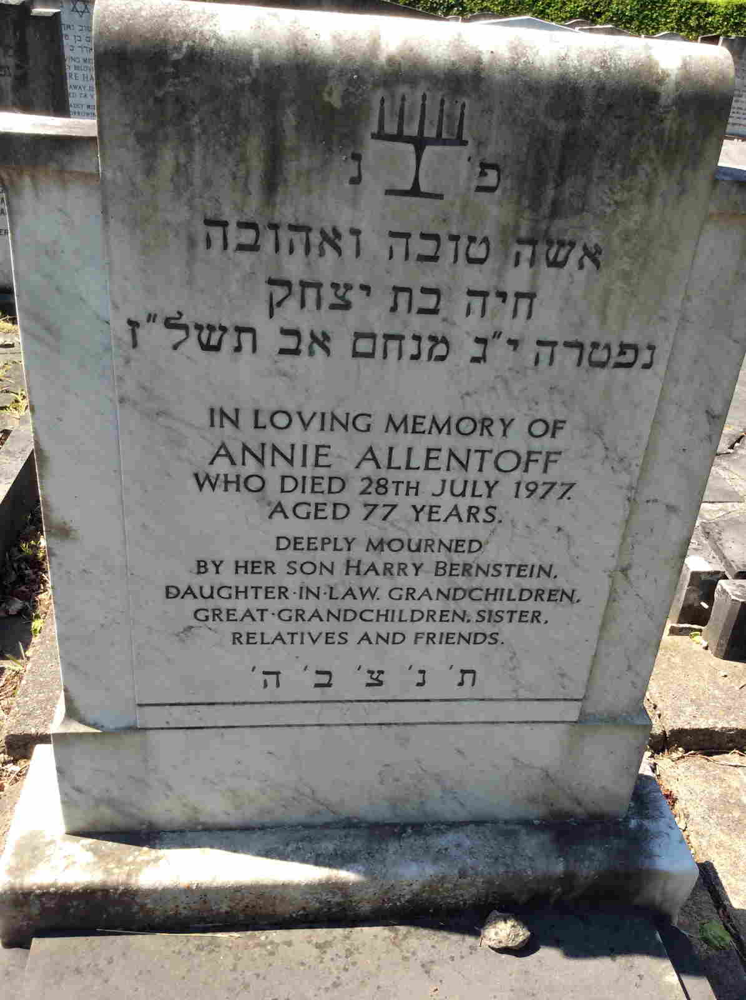 פ' נ
אשה טובה ואהובה
חיה בת יצחק
נפטרה י"ג מנחם אב תשל"ז
IN LOVING MEMORY OF
ANNIE ALLENTOFF
WHO DIED 28TH JULY 1977.
AGED 77 YEARS.
DEEPLY MOURNED
BY HER SON HARRY BERNSTEIN,
DAUGHTER·IN·LAW. GRANDCHILDREN,
GREAT·GRANDCHILDREN, SISTER,
RELATIVES AND FRIENDS.
ת' נ' צ' ב' ה'